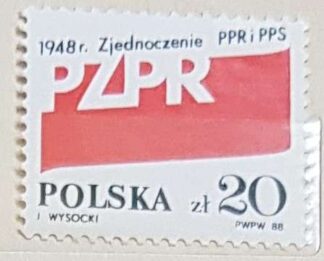 1948 r. Zjednoczenie PPR i PPS
PZPR
POLSKA zł 20
J WYSOCKI PWPW 88